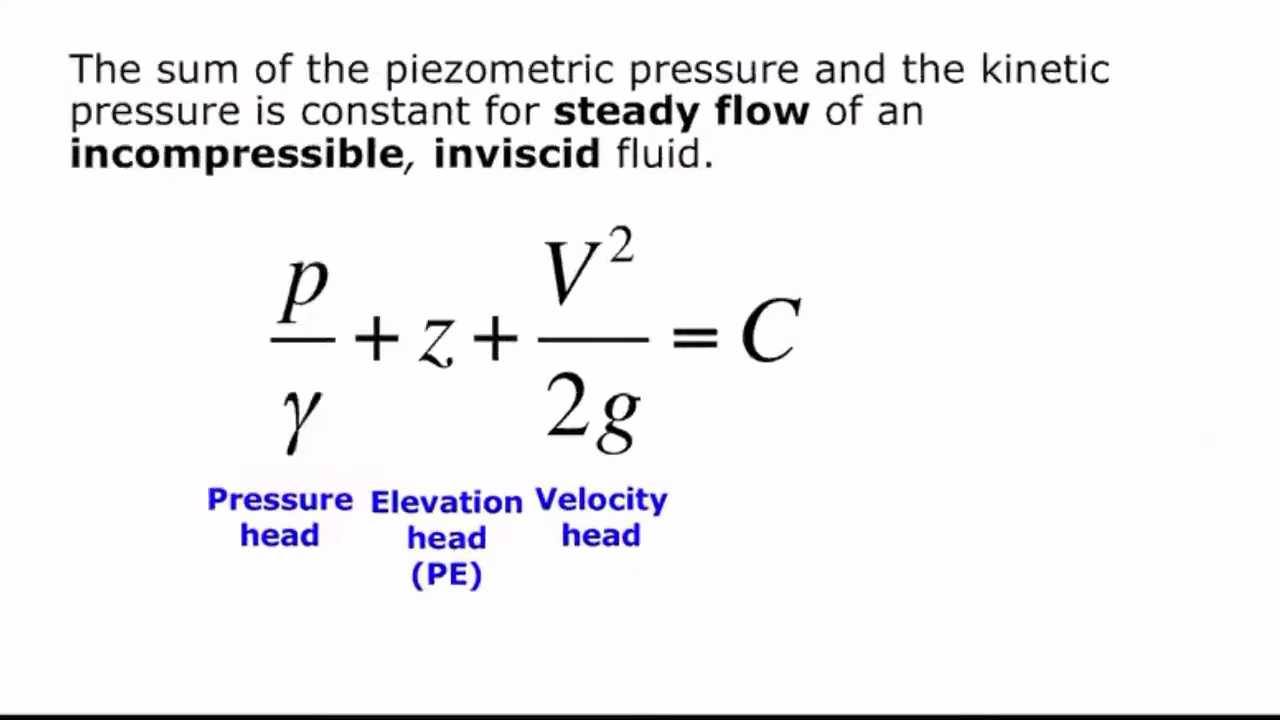 The sum of the piezometric pressure and the kinetic
pressure is constant for steady flow of an
incompressible, inviscid fluid.
p/γ + z + V²/2g = C
Pressure head
Elevation head (PE)
Velocity head